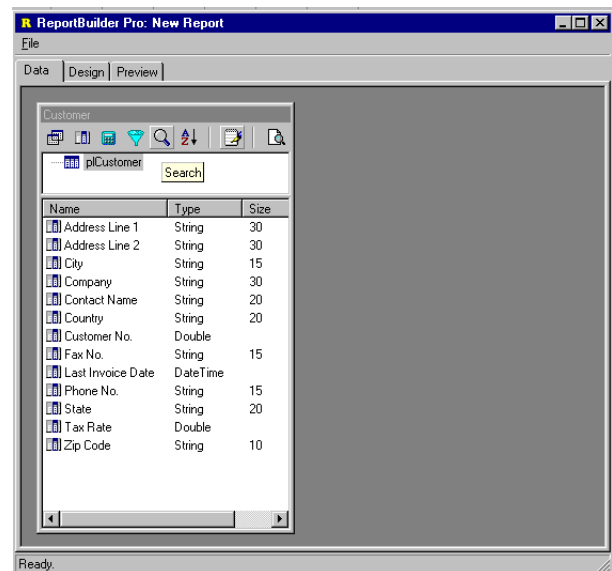 R ReportBuilder Pro: New Report
File
Data Design Preview
Customer
plCustomer
Search
Name Type Size
Address Line 1 String 30
Address Line 2 String 30
City String 15
Company String 30
Contact Name String 20
Country String 20
Customer No. Double
Fax No. String 15
Last Invoice Date DateTime
Phone No. String 15
State String 20
Tax Rate Double
Zip Code String 10
Ready.